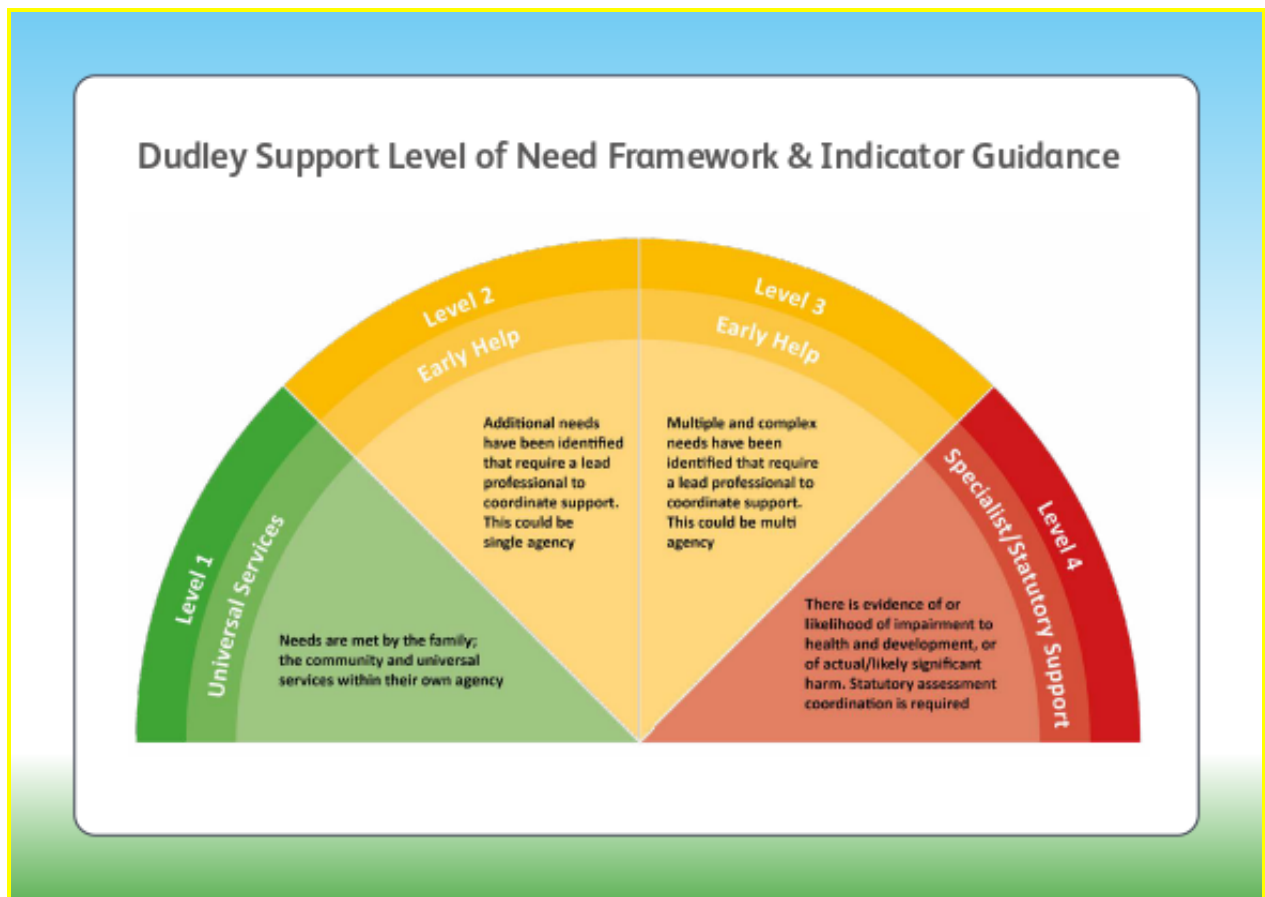 Dudley Support Level of Need Framework & Indicator Guidance
Level 1
Universal Services
Needs are met by the family;
the community and universal
services within their own agency
Level 2
Early Help
Additional needs
have been identified
that require a lead
professional to
coordinate support.
This could be
single agency
Level 3
Early Help
Multiple and complex
needs have been
identified that require
a lead professional to
coordinate support.
This could be multi
agency
Level 4
Specialist/Statutory Support
There is evidence of or
likelihood of impairment to
health and development, or
of actual/likely significant
harm. Statutory assessment
coordination is required